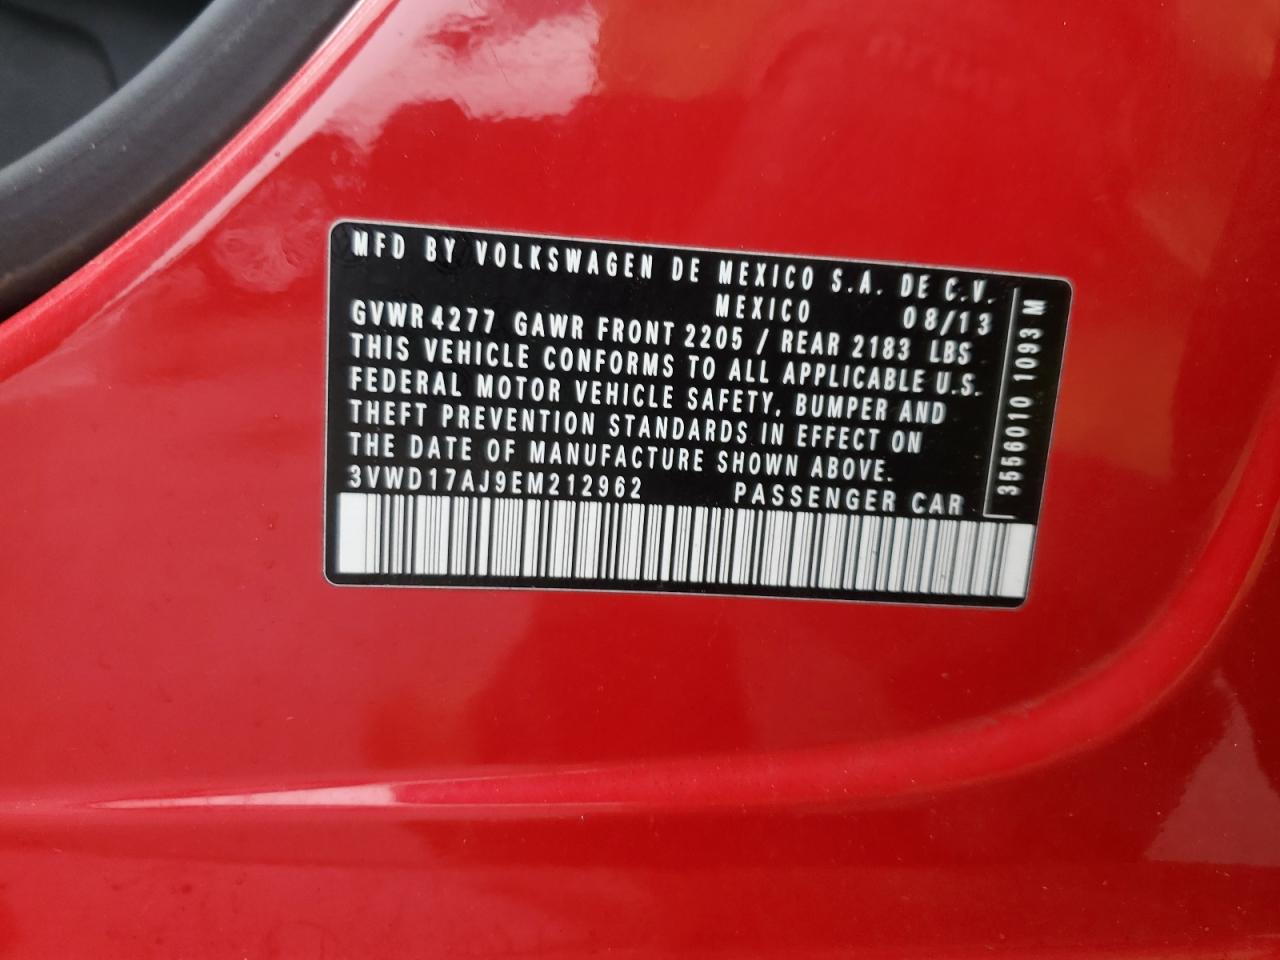 MFD BY VOLKSWAGEN DE MEXICO S.A. DE C.V.
MEXICO 08/13
GVWR 4277 GAWR FRONT 2205 / REAR 2183 LBS
THIS VEHICLE CONFORMS TO ALL APPLICABLE U.S.
FEDERAL MOTOR VEHICLE SAFETY, BUMPER AND
THEFT PREVENTION STANDARDS IN EFFECT ON
THE DATE OF MANUFACTURE SHOWN ABOVE.
3VWD17AJ9EM212962 PASSENGER CAR
3556010 1093 M